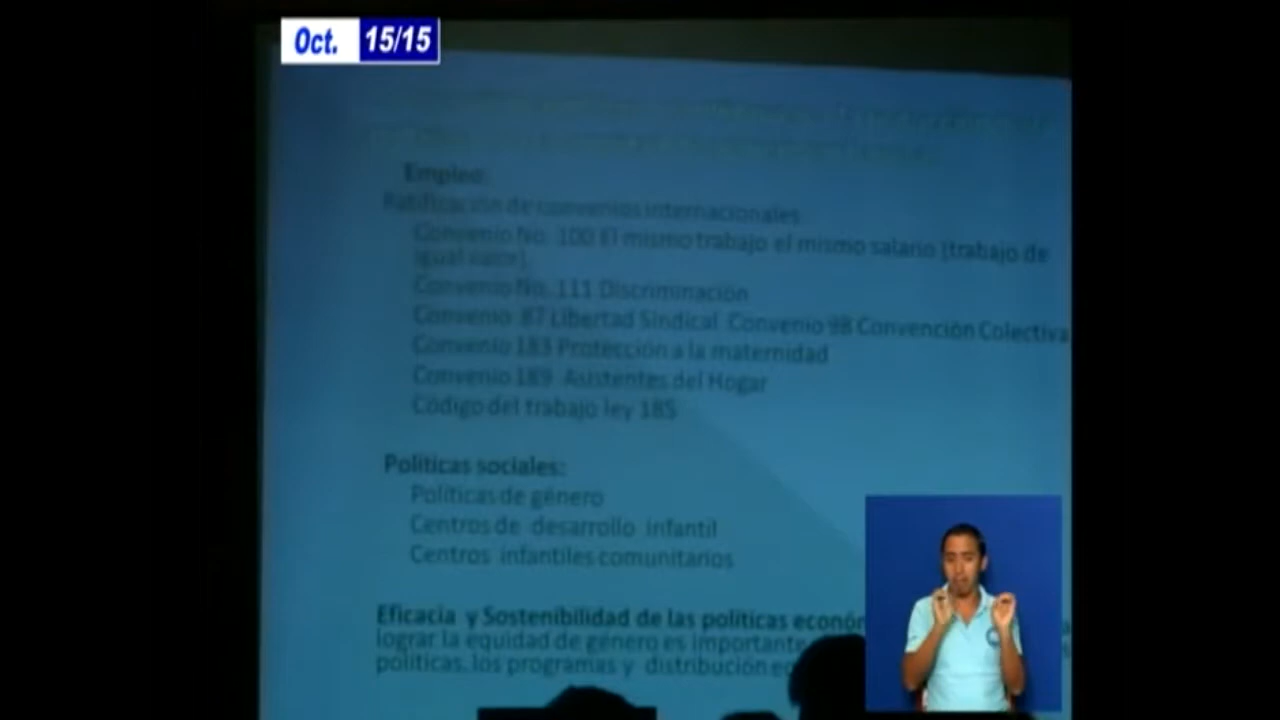 Oct. 15/15
Empleo:
Ratificación de convenios internacionales:
Convenio No. 100 El mismo trabajo el mismo salario (trabajo de
igual valor).
Convenio No. 111 Discriminación
Convenio 87 Libertad Sindical Convenio 98 Convención Colectiva
Convenio 183 Protección a la maternidad
Convenio 189 Asistentes del Hogar
Código del trabajo ley 185
Políticas sociales:
Políticas de género
Centros de desarrollo infantil
Centros infantiles comunitarios
Eficacia y Sostenibilidad de las políticas
lograr la equidad de género es importante
políticas, los programas y distribución